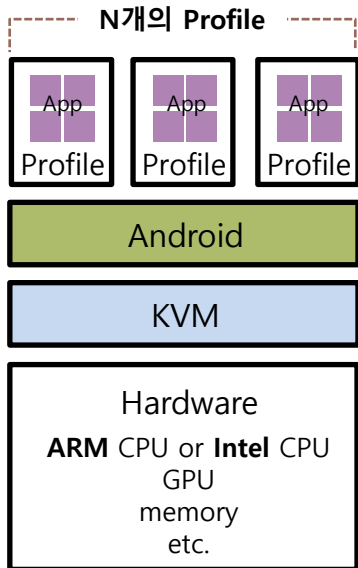 N개의 Profile
App App App
Profile Profile Profile
Android
KVM
Hardware
ARM CPU or Intel CPU
GPU
memory
etc.